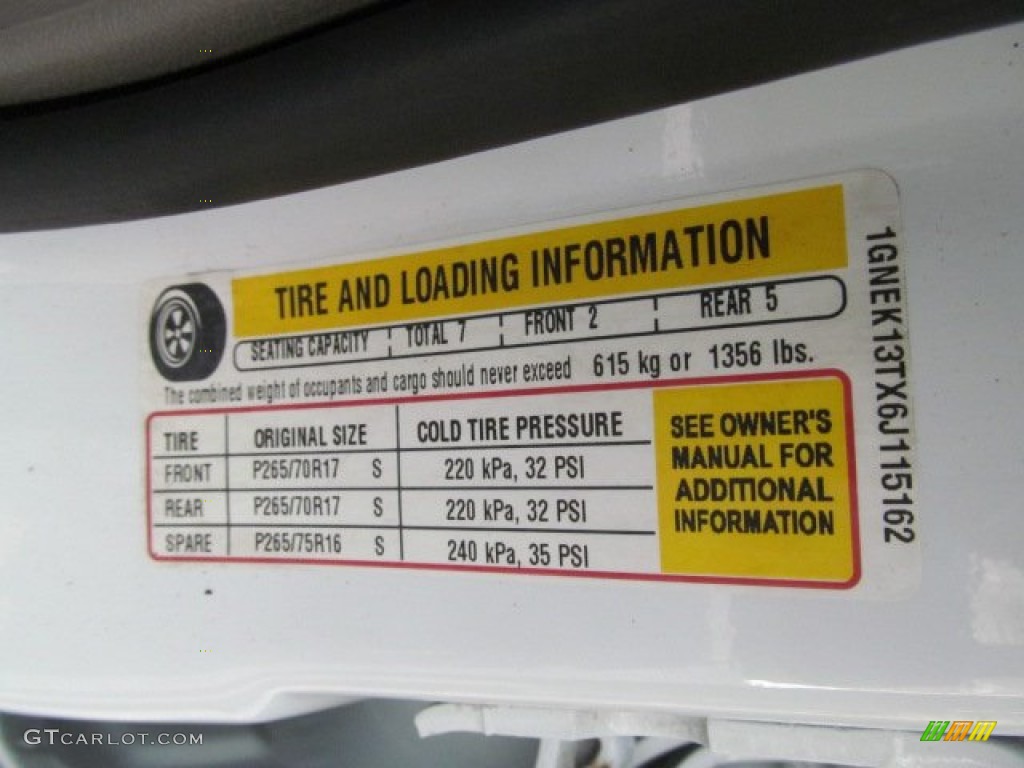 TIRE AND LOADING INFORMATION
SEATING CAPACITY TOTAL 7 FRONT 2 REAR 5
The combined weight of occupants and cargo should never exceed 615 kg or 1356 lbs.
TIRE ORIGINAL SIZE COLD TIRE PRESSURE
FRONT P265/70R17 S 220 kPa, 32 PSI
REAR P265/70R17 S 220 kPa, 32 PSI
SPARE P265/75R16 S 240 kPa, 35 PSI
SEE OWNER'S
MANUAL FOR
ADDITIONAL
INFORMATION
1GNEK13TX6J115162
GTCARLOT.COM